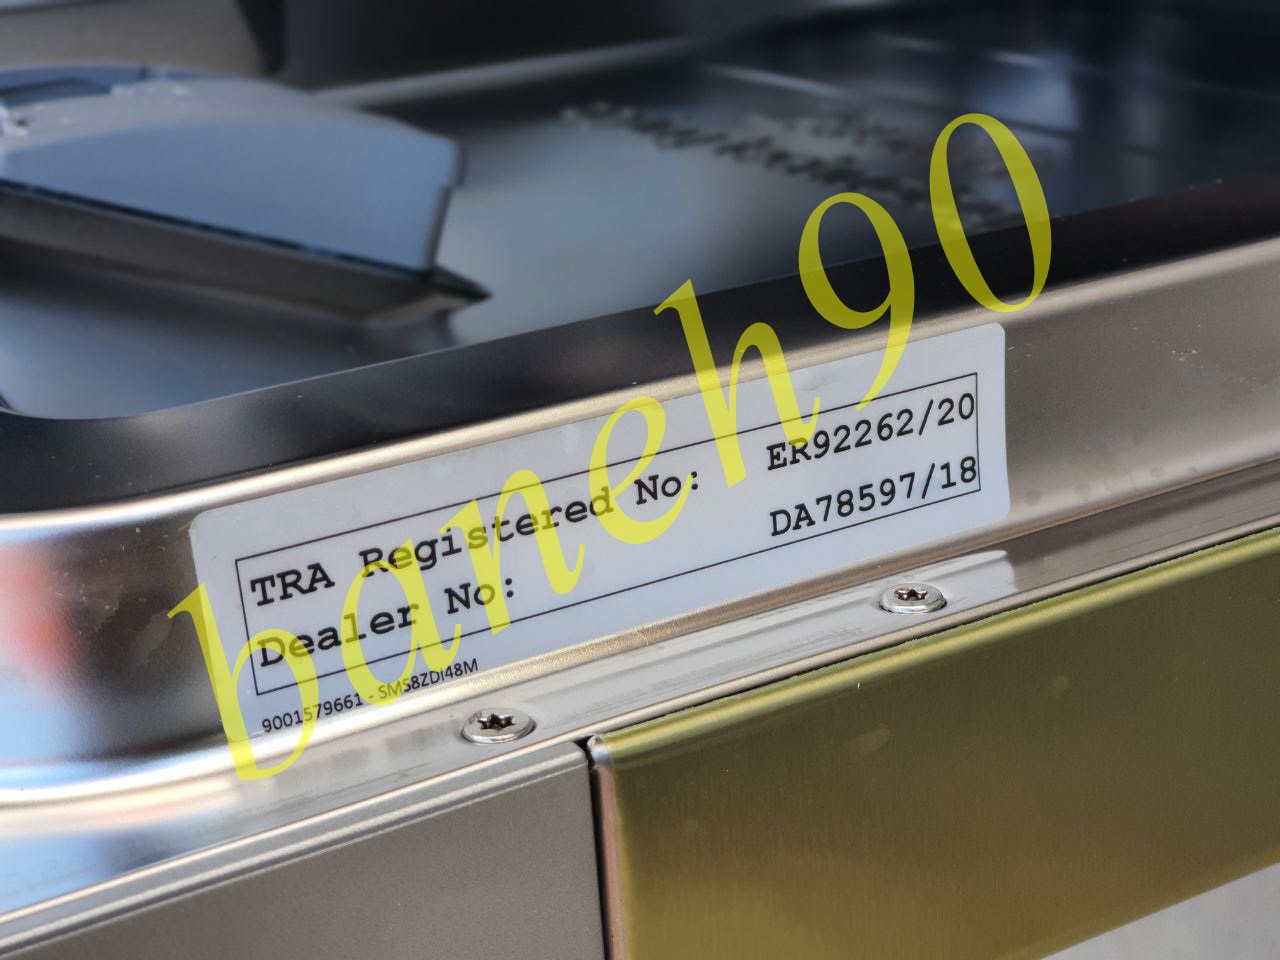 TRA Registered No: ER92262/20
Dealer No: DA78597/18
9001579661 - SMS8ZDI48M
baneh90